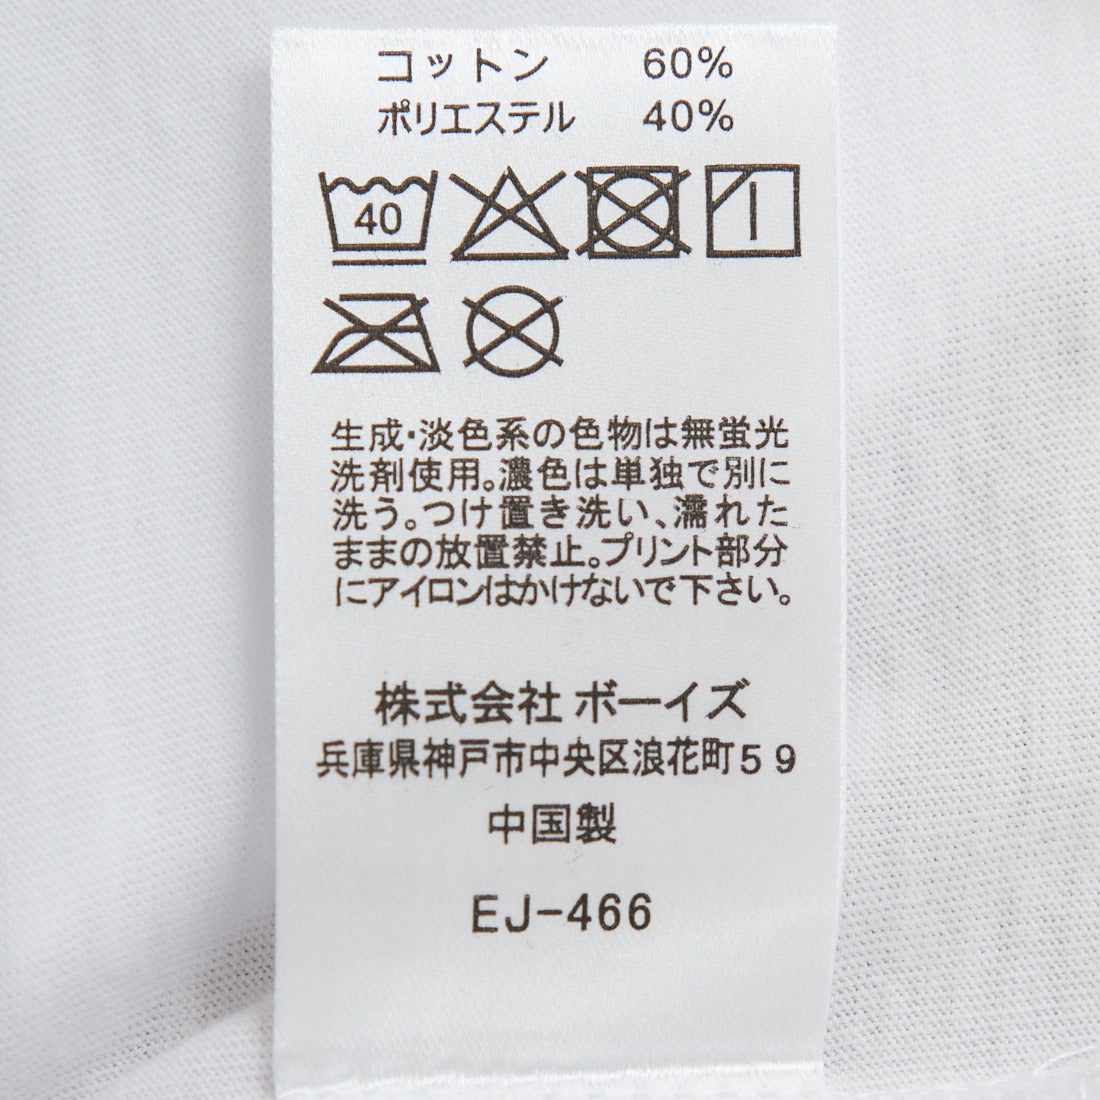 コットン 60%
ポリエステル 40%
40
生成・淡色系の色物は無蛍光
洗剤使用。濃色は単独で別に
洗う。つけ置き洗い、濡れた
ままの放置禁止。プリント部分
にアイロンはかけないで下さい。
株式会社 ボーイズ
兵庫県神戸市中央区浪花町59
中国製
EJ-466